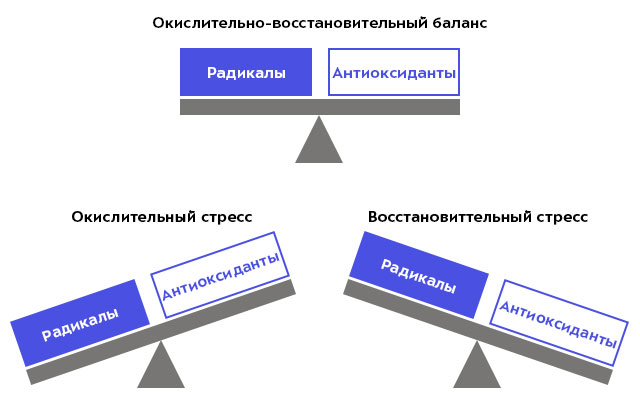 Окислительно-восстановительный баланс
Радикалы
Антиоксиданты
Окислительный стресс
Восстановиттельный стресс
Радикалы
Антиоксиданты
Радикалы
Антиоксиданты